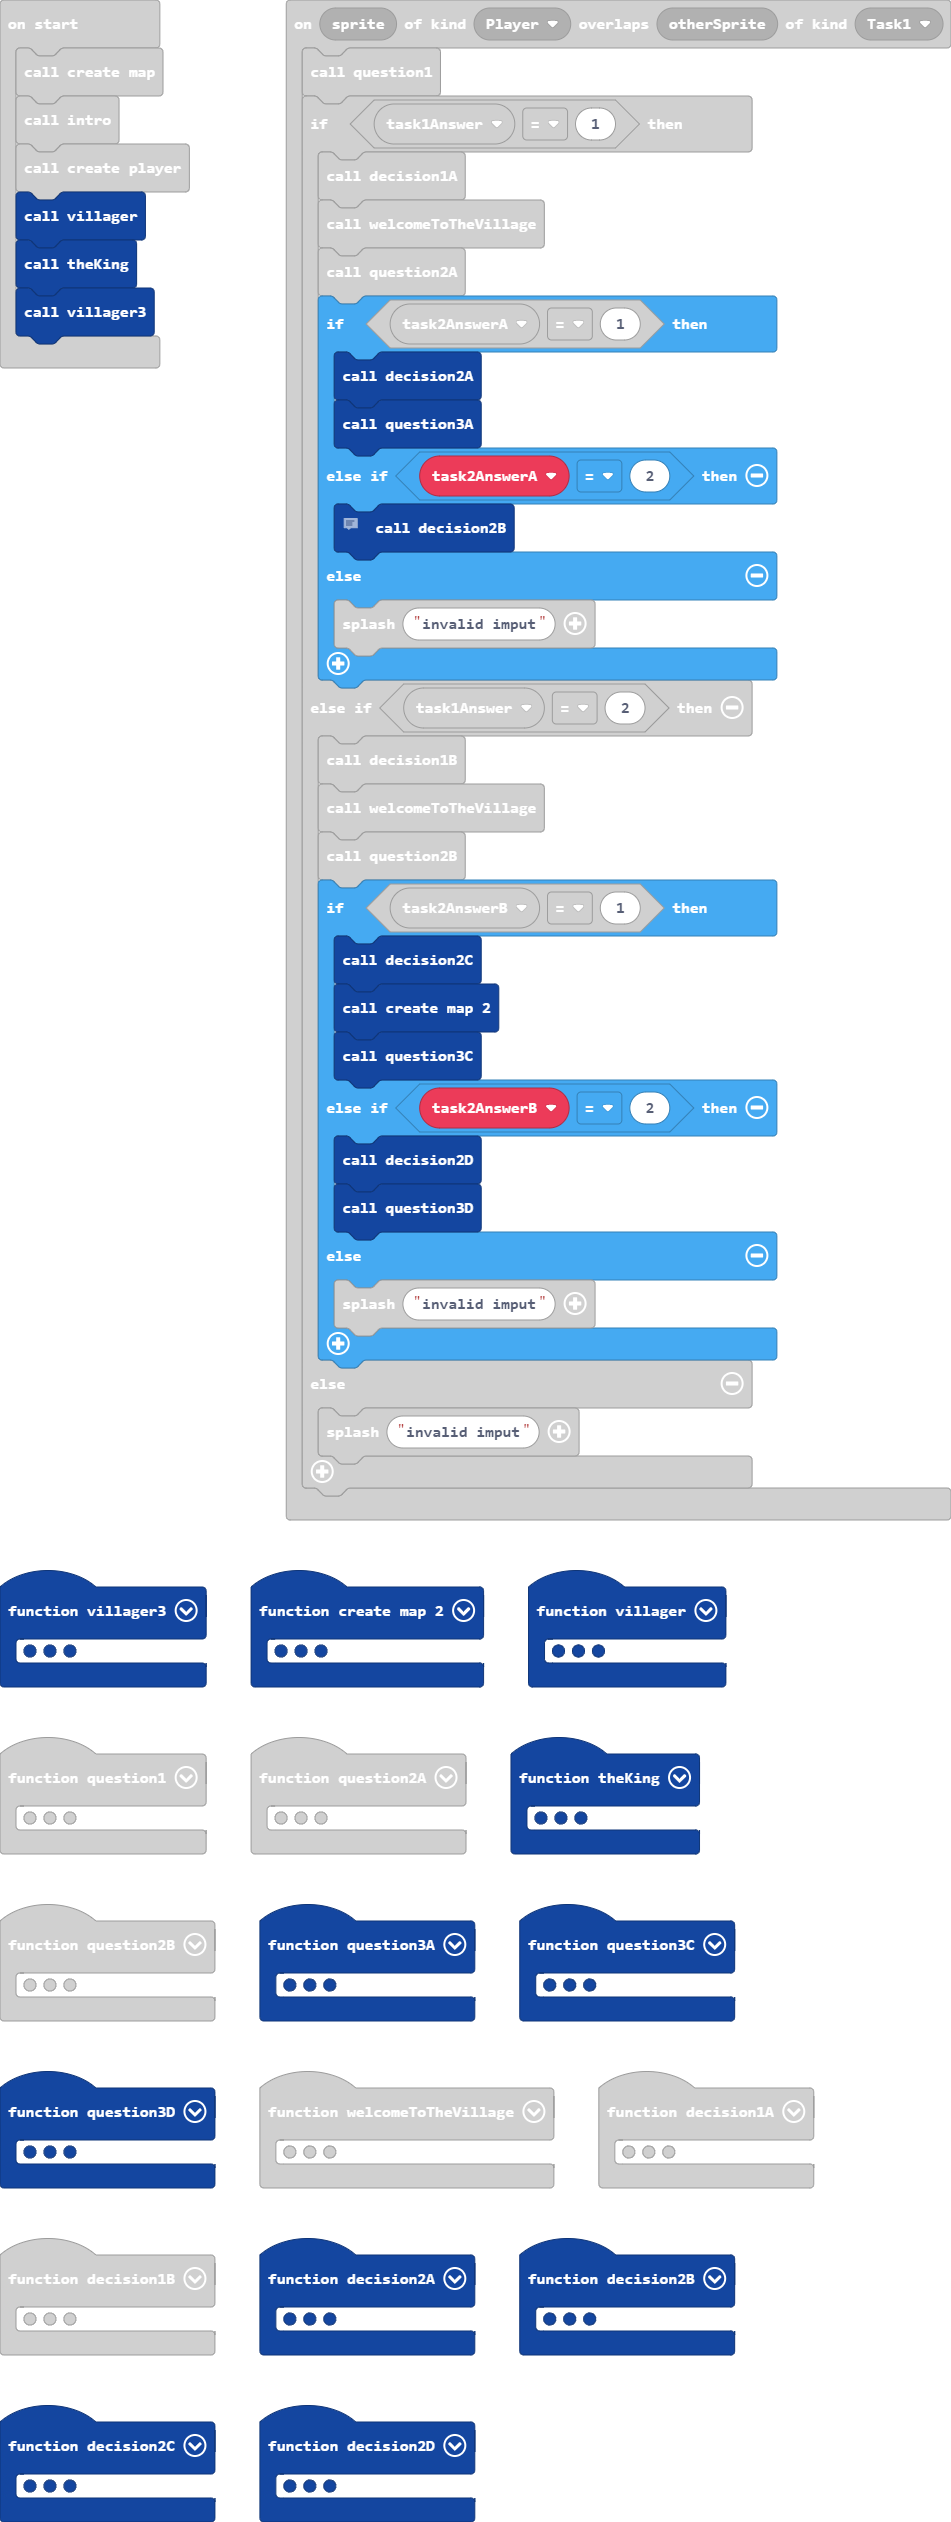 on start
call create map
call intro
call create player
call villager
call theKing
call villager3
on sprite of kind Player overlaps otherSprite of kind Task1
call question1
if task1Answer = 1 then
call decision1A
call welcomeToTheVillage
call question2A
if task2AnswerA = 1 then
call decision2A
call question3A
else if task2AnswerA = 2 then
call decision2B
else
splash "invalid imput"
else if task1Answer = 2 then
call decision1B
call welcomeToTheVillage
call question2B
if task2AnswerB = 1 then
call decision2C
call create map 2
call question3C
else if task2AnswerB = 2 then
call decision2D
call question3D
else
splash "invalid imput"
else
splash "invalid imput"
function villager3
function create map 2
function villager
function question1
function question2A
function theKing
function question2B
function question3A
function question3C
function question3D
function welcomeToTheVillage
function decision1A
function decision1B
function decision2A
function decision2B
function decision2C
function decision2D